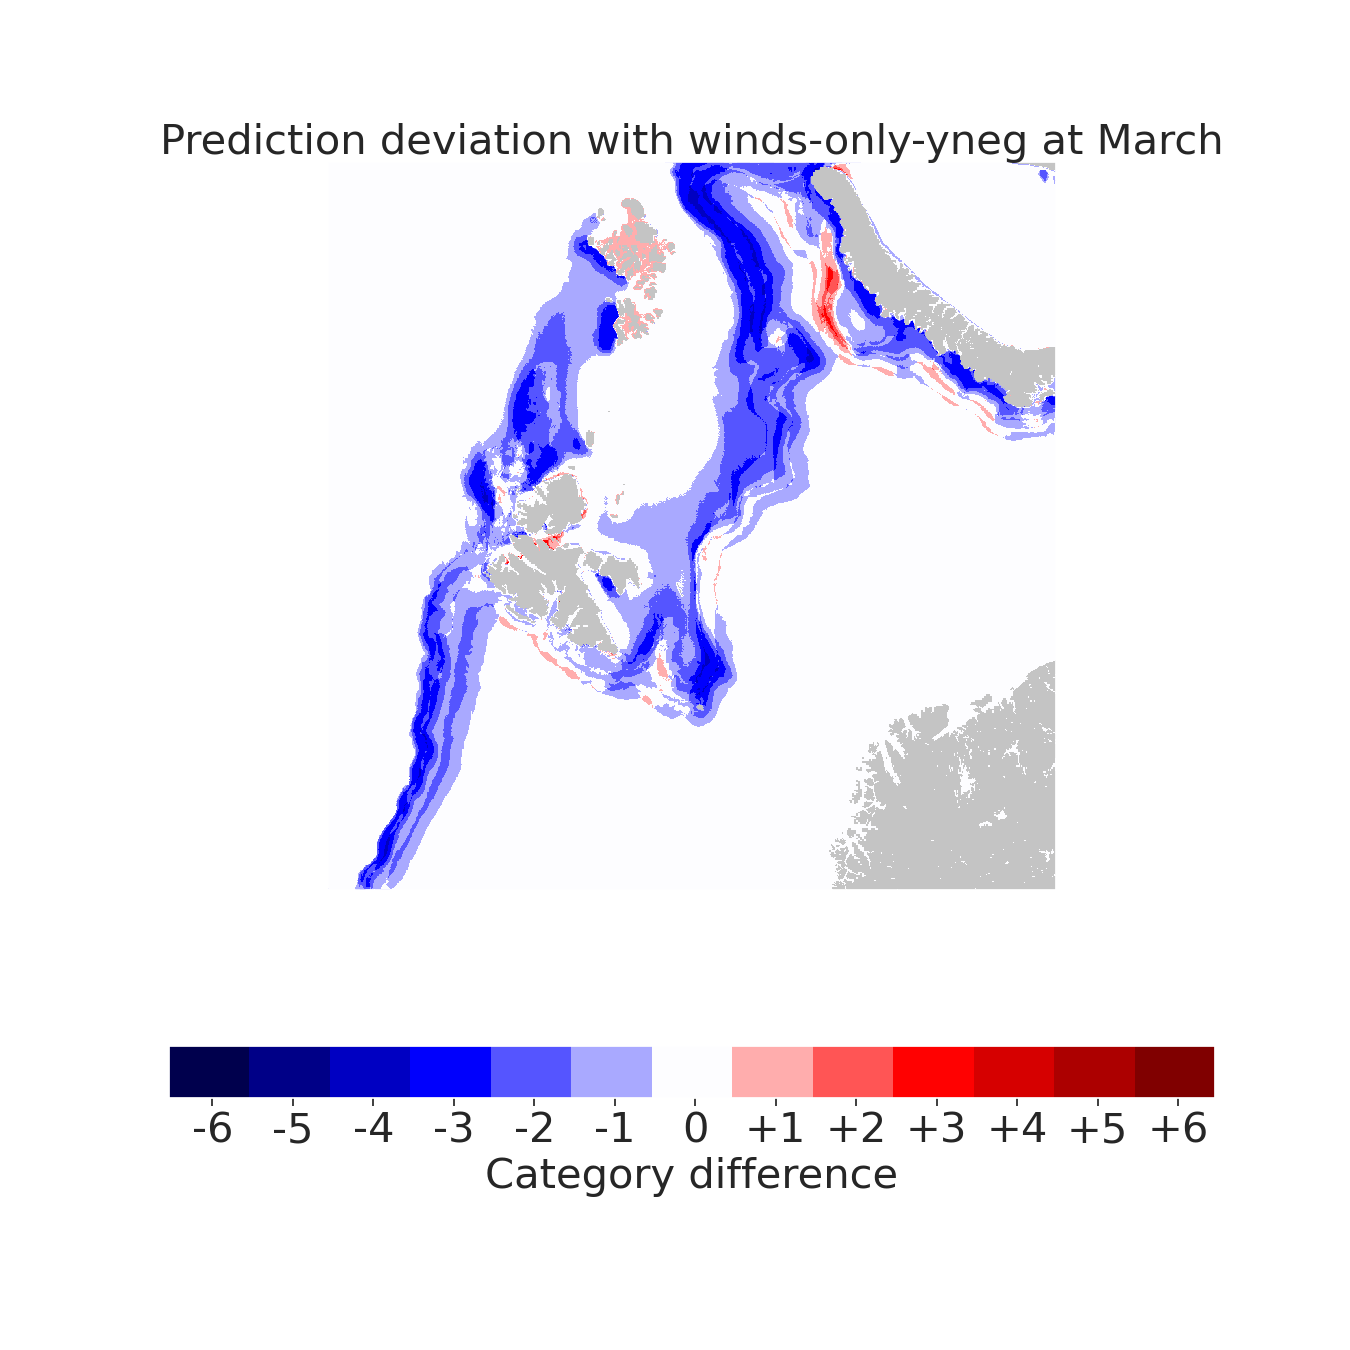 Prediction deviation with winds-only-yneg at March
-6 -5 -4 -3 -2 -1 0 +1 +2 +3 +4 +5 +6
Category difference